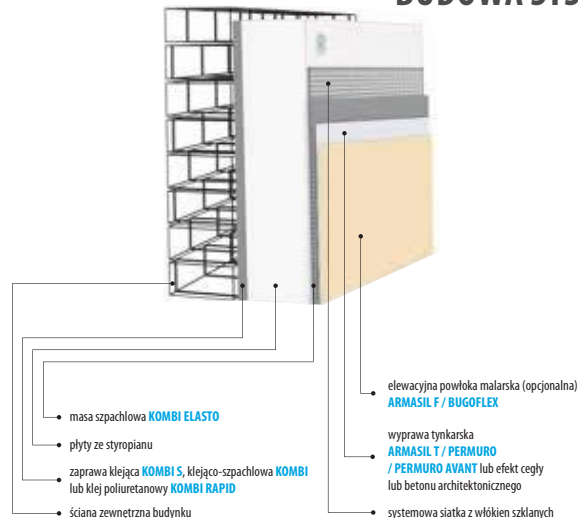 masa szpachlowa KOMBI ELASTO
płyty ze styropianu
zaprawa klejąca KOMBI S, klejąco-szpachlowa KOMBI
lub klej poliuretanowy KOMBI RAPID
ściana zewnętrzna budynku
elewacyjna powłoka malarska (opcjonalna)
ARMASIL F / BUGOFLEX
wyprawa tynkarska
ARMASIL T / PERMURO
/ PERMURO AVANT lub efekt cegły
lub betonu architektonicznego
systemowa siatka z włókien szklanych